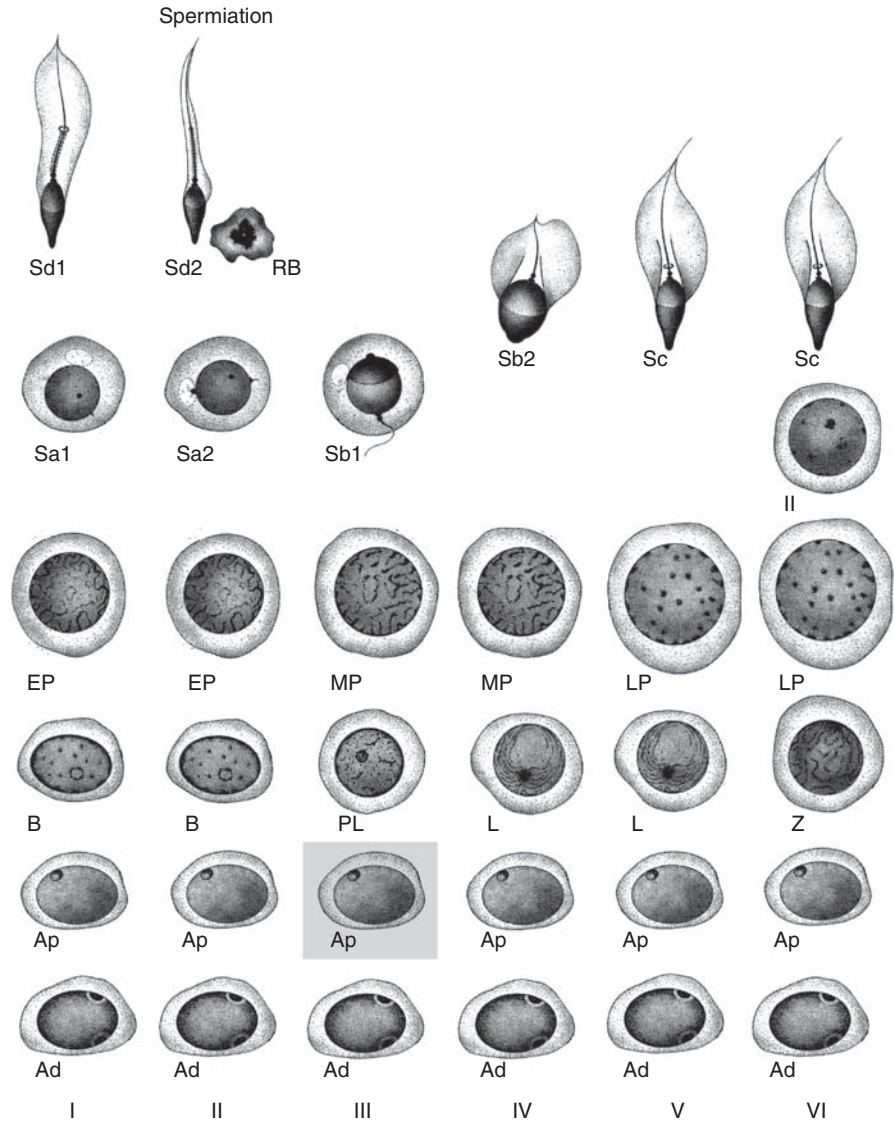 Spermiation
Sd1 Sd2 RB
Sb2 Sc Sc
Sa1 Sa2 Sb1
II
EP EP MP MP LP LP
B B PL L L Z
Ap Ap Ap Ap Ap Ap
Ad Ad Ad Ad Ad Ad
I II III IV V VI